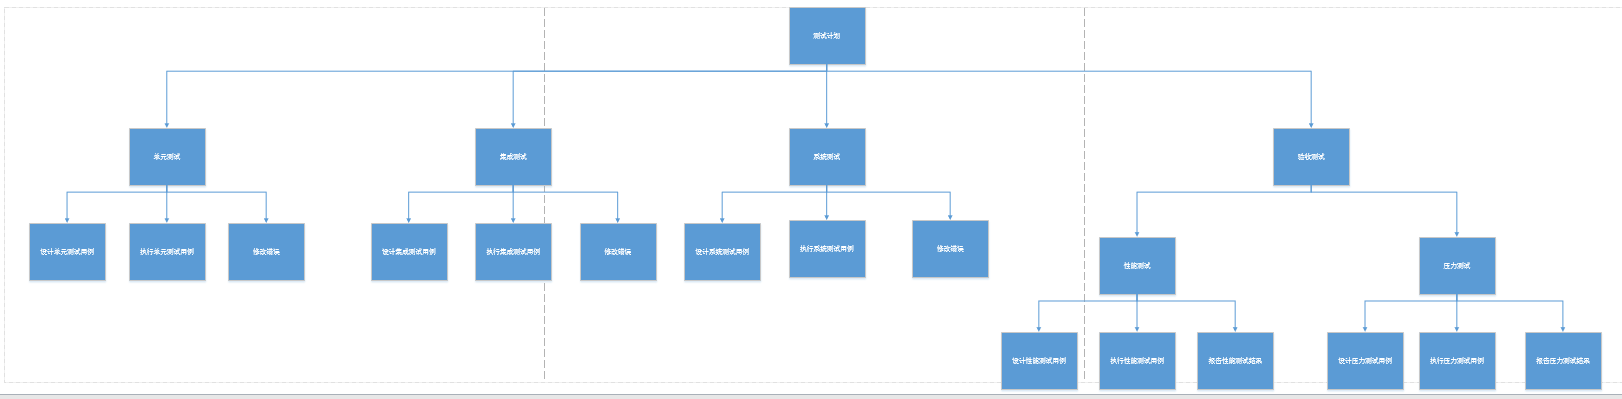 测试计划
单元测试
集成测试
系统测试
验收测试
设计单元测试用例
执行单元测试用例
修改错误
设计集成测试用例
执行集成测试用例
修改错误
设计系统测试用例
执行系统测试用例
修改错误
性能测试
压力测试
设计性能测试用例
执行性能测试用例
报告性能测试结果
设计压力测试用例
执行压力测试用例
报告压力测试结果